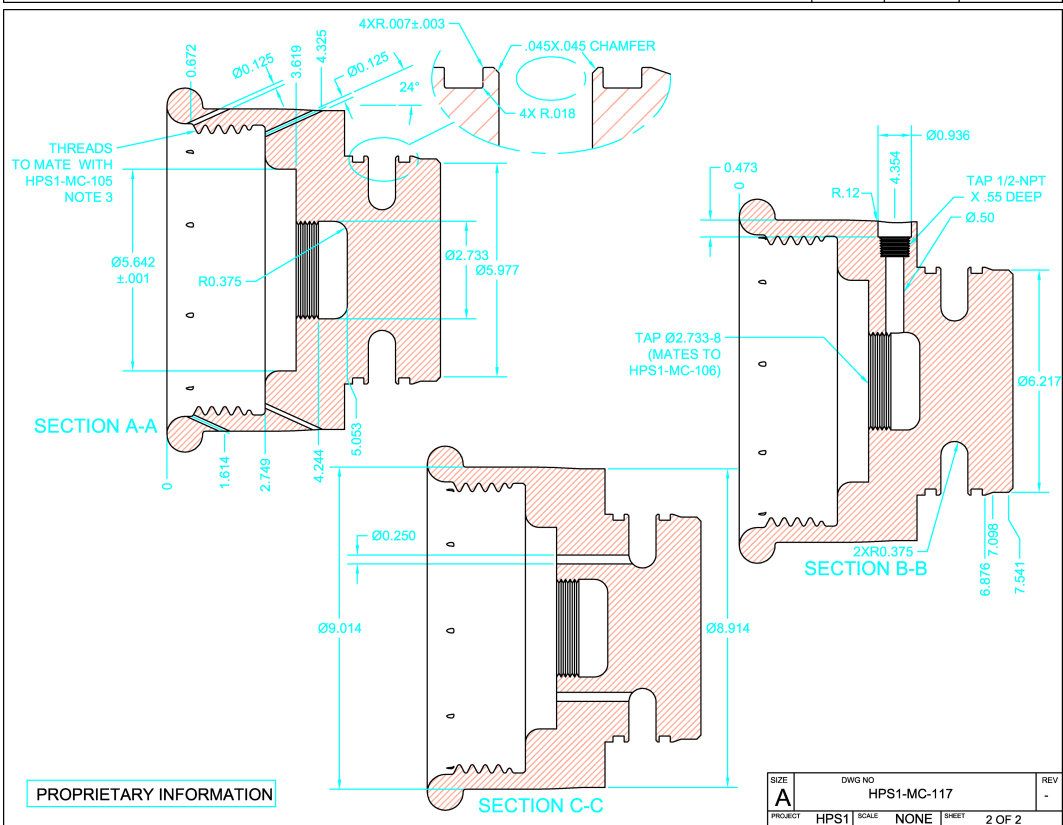 4XR.007±.003
.045X.045 CHAMFER
4X R.018
0.672
Ø0.125
3.619
4.325
Ø0.125
24°
THREADS
TO MATE WITH
HPS1-MC-105
NOTE 3
Ø5.642
±.001
R0.375
Ø2.733
Ø5.977
SECTION A-A
0
1.614
2.749
4.244
5.053
0.473
0
R.12
Ø0.936
4.354
TAP 1/2-NPT
X .55 DEEP
Ø.50
TAP Ø2.733-8
(MATES TO
HPS1-MC-106)
Ø6.217
2XR0.375
SECTION B-B
6.876
7.098
7.541
Ø0.250
Ø9.014
Ø8.914
SECTION C-C
PROPRIETARY INFORMATION
SIZE
A
DWG NO
HPS1-MC-117
REV
-
PROJECT HPS1 SCALE NONE SHEET 2 OF 2